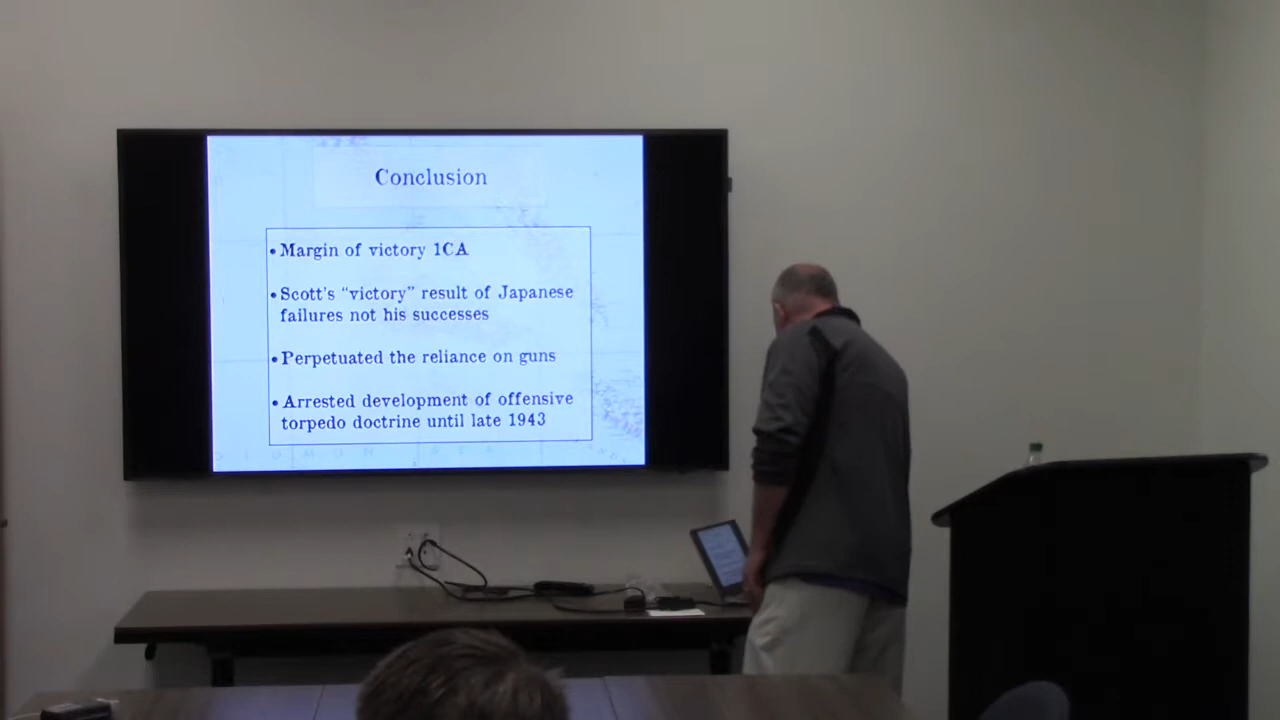 Conclusion
• Margin of victory 1CA
• Scott's “victory” result of Japanese
failures not his successes
• Perpetuated the reliance on guns
• Arrested development of offensive
torpedo doctrine until late 1943